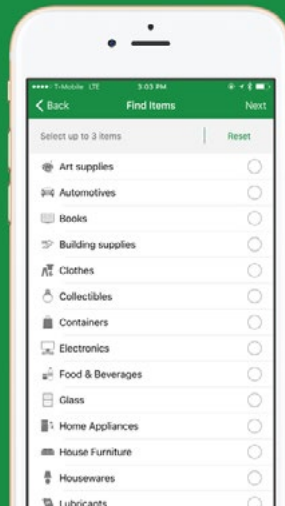 T-Mobile LTE 3:03 PM
Back Find Items Next
Select up to 3 items Reset
Art supplies
Automotives
Books
Building supplies
Clothes
Collectibles
Containers
Electronics
Food & Beverages
Glass
Home Appliances
House Furniture
Housewares
Lubricants